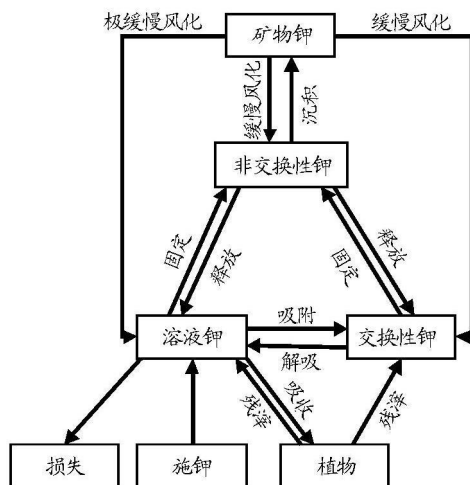 极缓慢风化
矿物钾
缓慢风化
缓慢风化
沉积
非交换性钾
固定
释放
固定
释放
溶液钾
吸附
解吸
交换性钾
残滓
吸收
残滓
损失
施钾
植物